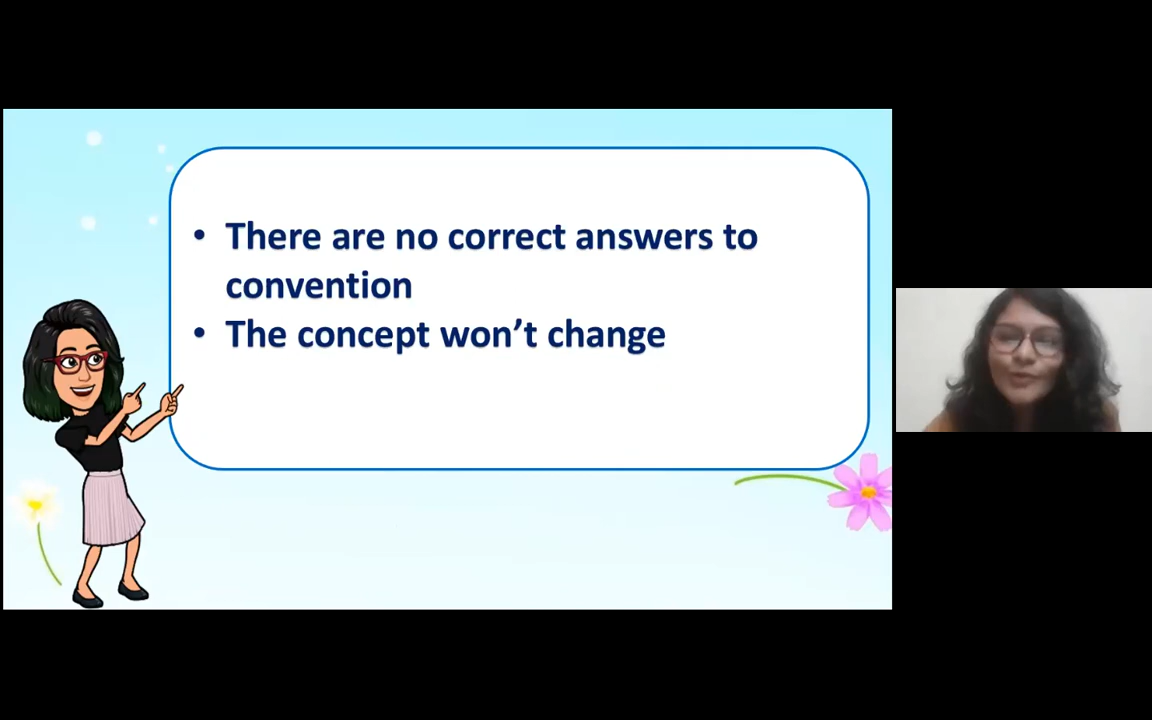 • There are no correct answers to
convention
• The concept won’t change